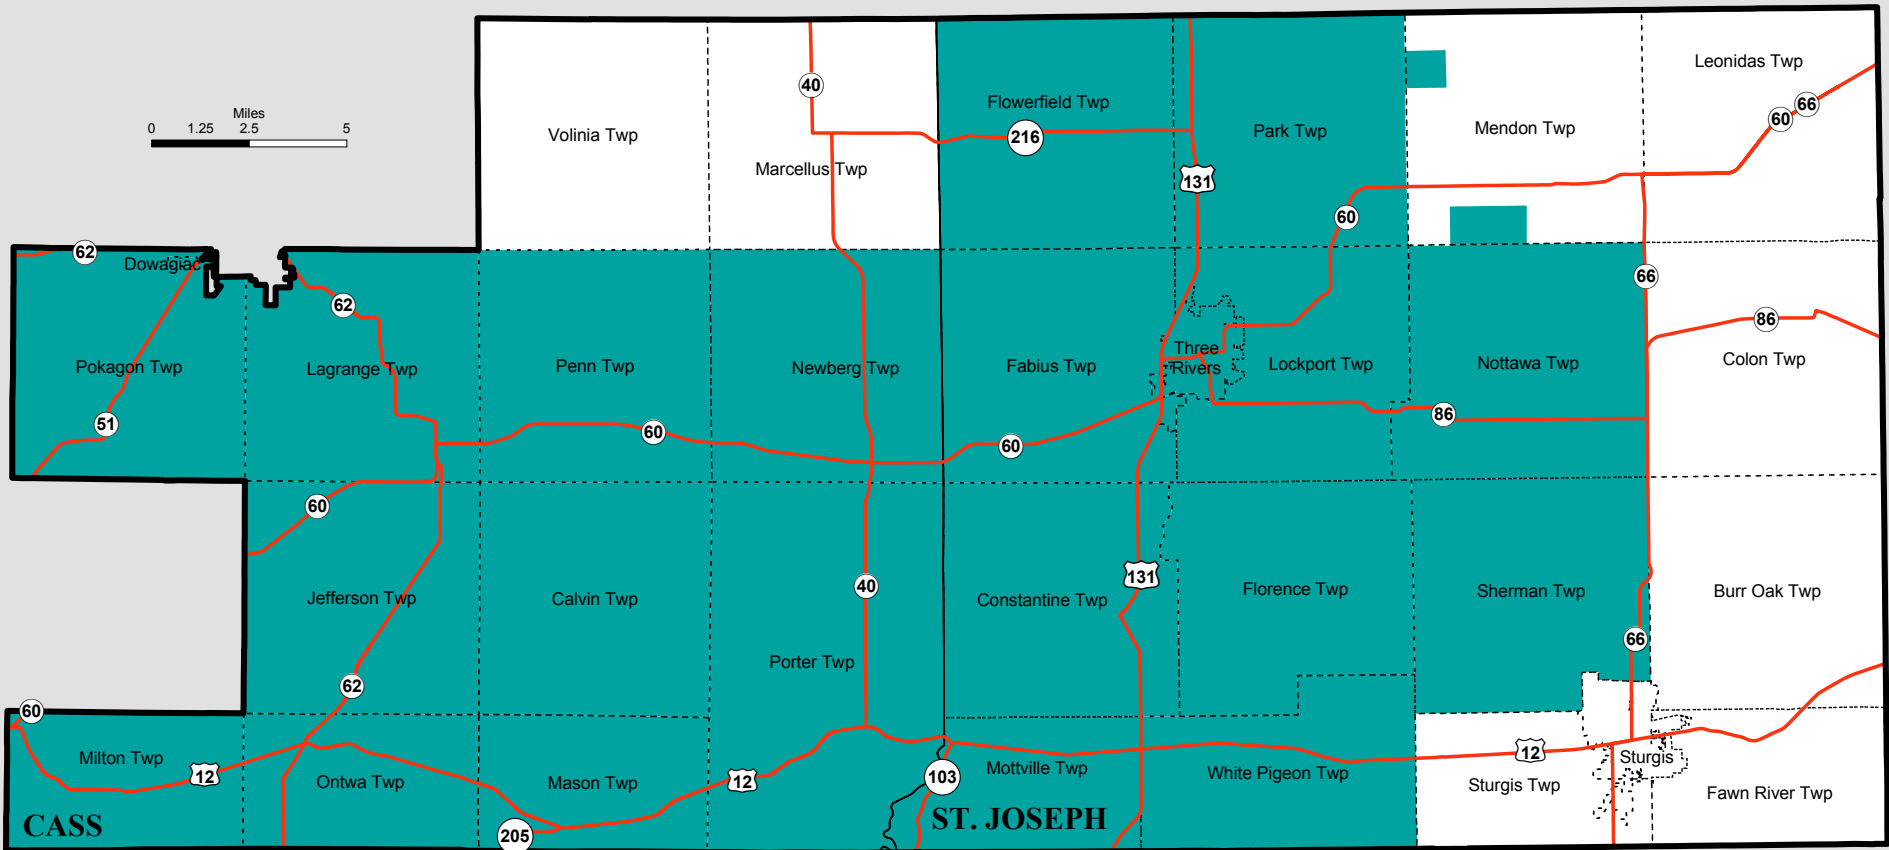 Leonidas Twp
40
Flowerfield Twp
66
Miles
0 1.25 2.5 5
60
Volinia Twp
216
Park Twp
Mendon Twp
Marcellus Twp
131
60
62
Dowagiac
66
62
86
Three
Rivers
Pokagon Twp
Lagrange Twp
Penn Twp
Newberg Twp
Fabius Twp
Lockport Twp
Nottawa Twp
Colon Twp
51
60
60
86
60
131
40
Jefferson Twp
Calvin Twp
Constantine Twp
Florence Twp
Sherman Twp
Burr Oak Twp
66
Porter Twp
62
60
Milton Twp
12
Ontwa Twp
Mason Twp
12
103
Mottville Twp
White Pigeon Twp
12
Sturgis
Sturgis Twp
Fawn River Twp
CASS
205
ST. JOSEPH